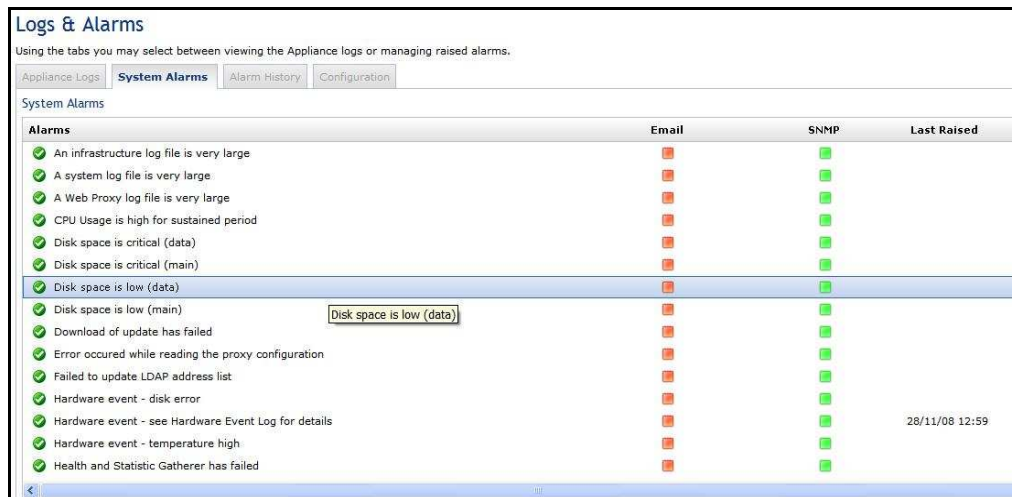 Logs & Alarms
Using the tabs you may select between viewing the Appliance logs or managing raised alarms.
Appliance Logs System Alarms Alarm History Configuration
System Alarms
Alarms Email SNMP Last Raised
An infrastructure log file is very large
A system log file is very large
A Web Proxy log file is very large
CPU Usage is high for sustained period
Disk space is critical (data)
Disk space is critical (main)
Disk space is low (data)
Disk space is low (main)
Disk space is low (data)
Download of update has failed
Error occured while reading the proxy configuration
Failed to update LDAP address list
Hardware event - disk error
Hardware event - see Hardware Event Log for details 28/11/08 12:59
Hardware event - temperature high
Health and Statistic Gatherer has failed